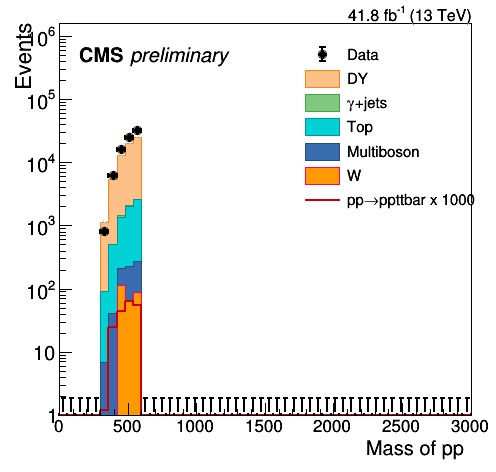 41.8 fb⁻¹ (13 TeV)
Events
CMS preliminary
Data
DY
γ+jets
Top
Multiboson
W
pp→ppttbar x 1000
10⁶
10⁵
10⁴
10³
10²
10
1
0 500 1000 1500 2000 2500 3000
Mass of pp